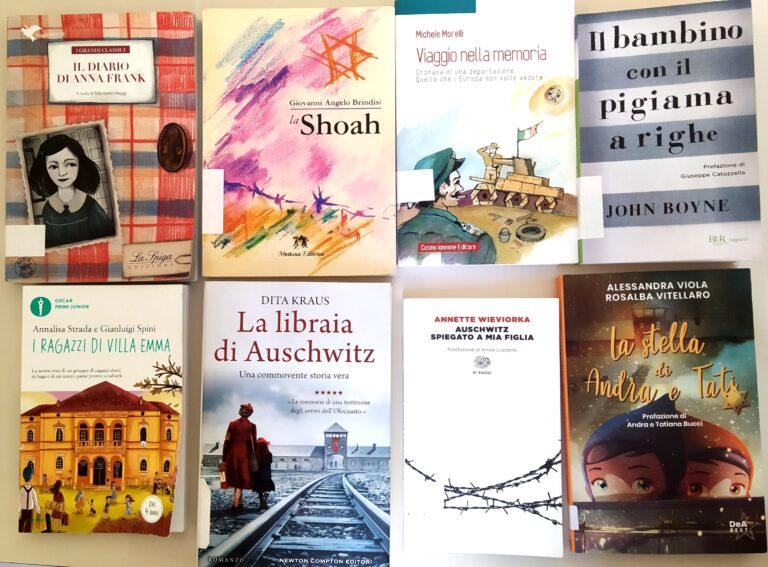 I GRANDI CLASSICI
IL DIARIO
DI ANNA FRANK
A cura di Maristella Maggi
La Spiga
EDIZIONI
Giovanni Angelo Brindisi
la
Shoah
Medusa Editrice
Michele Morelli
Viaggio nella memoria
Cronaca di una deportazione
Quello che l'Europa non volle vedere
Cosmo Iannone Editore
Il bambino
con il
pigiama
a righe
Prefazione di
Giuseppe Catozzella
JOHN BOYNE
BUR
ragazzi
OSCAR
PRIMI JUNIOR
Annalisa Strada e Gianluigi Spini
I RAGAZZI DI VILLA EMMA
La storia vera di un gruppo di ragazzi ebrei
in fuga e di un intero paese pronto a salvarli.
DAI
9 ANNI
DITA KRAUS
La libraia
di Auschwitz
Una commovente storia vera
«Le memorie di una testimone
degli orrori dell'Olocausto.»
ROMANZO
NEWTON COMPTON EDITORI
ANNETTE WIEVIORKA
AUSCHWITZ
SPIEGATO A MIA FIGLIA
Postfazione di Amos Luzzatto
ET SAGGI
ALESSANDRA VIOLA
ROSALBA VITELLARO
La stella
di
Andra e Tati
Prefazione di
Andra e Tatiana Bucci
DeA
BEST